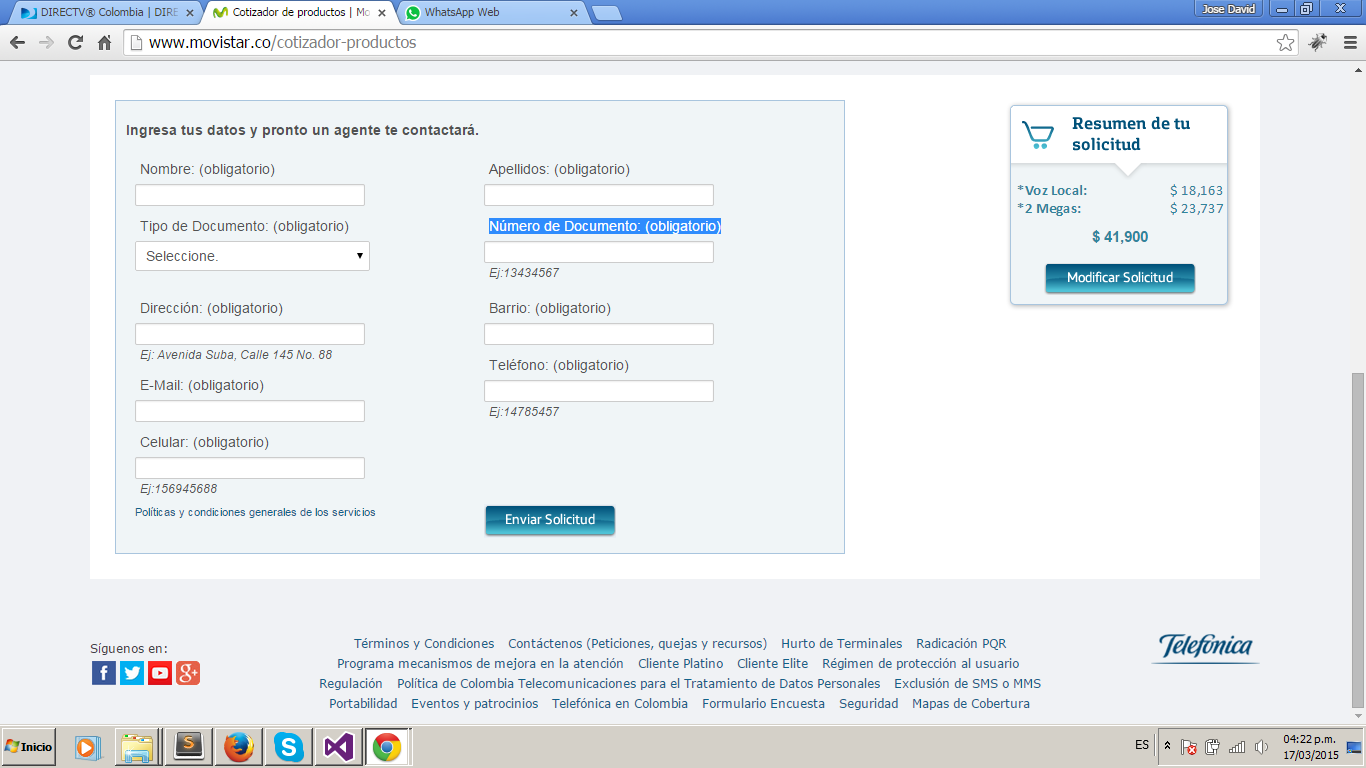 DIRECTV® Colombia | DIRE
Cotizador de productos | Mo
WhatsApp Web
Jose David
www.movistar.co/cotizador-productos
Ingresa tus datos y pronto un agente te contactará.
Nombre: (obligatorio)
Apellidos: (obligatorio)
Tipo de Documento: (obligatorio)
Número de Documento: (obligatorio)
Seleccione.
Ej:13434567
Dirección: (obligatorio)
Barrio: (obligatorio)
Ej: Avenida Suba, Calle 145 No. 88
Teléfono: (obligatorio)
E-Mail: (obligatorio)
Ej:14785457
Celular: (obligatorio)
Ej:156945688
Políticas y condiciones generales de los servicios
Enviar Solicitud
Resumen de tu
solicitud
*Voz Local: $ 18,163
*2 Megas: $ 23,737
$ 41,900
Modificar Solicitud
Síguenos en:
Términos y Condiciones Contáctenos (Peticiones, quejas y recursos) Hurto de Terminales Radicación PQR
Programa mecanismos de mejora en la atención Cliente Platino Cliente Elite Régimen de protección al usuario
Regulación Política de Colombia Telecomunicaciones para el Tratamiento de Datos Personales Exclusión de SMS o MMS
Portabilidad Eventos y patrocinios Telefónica en Colombia Formulario Encuesta Seguridad Mapas de Cobertura
Telefónica
Inicio
ES
04:22 p.m.
17/03/2015